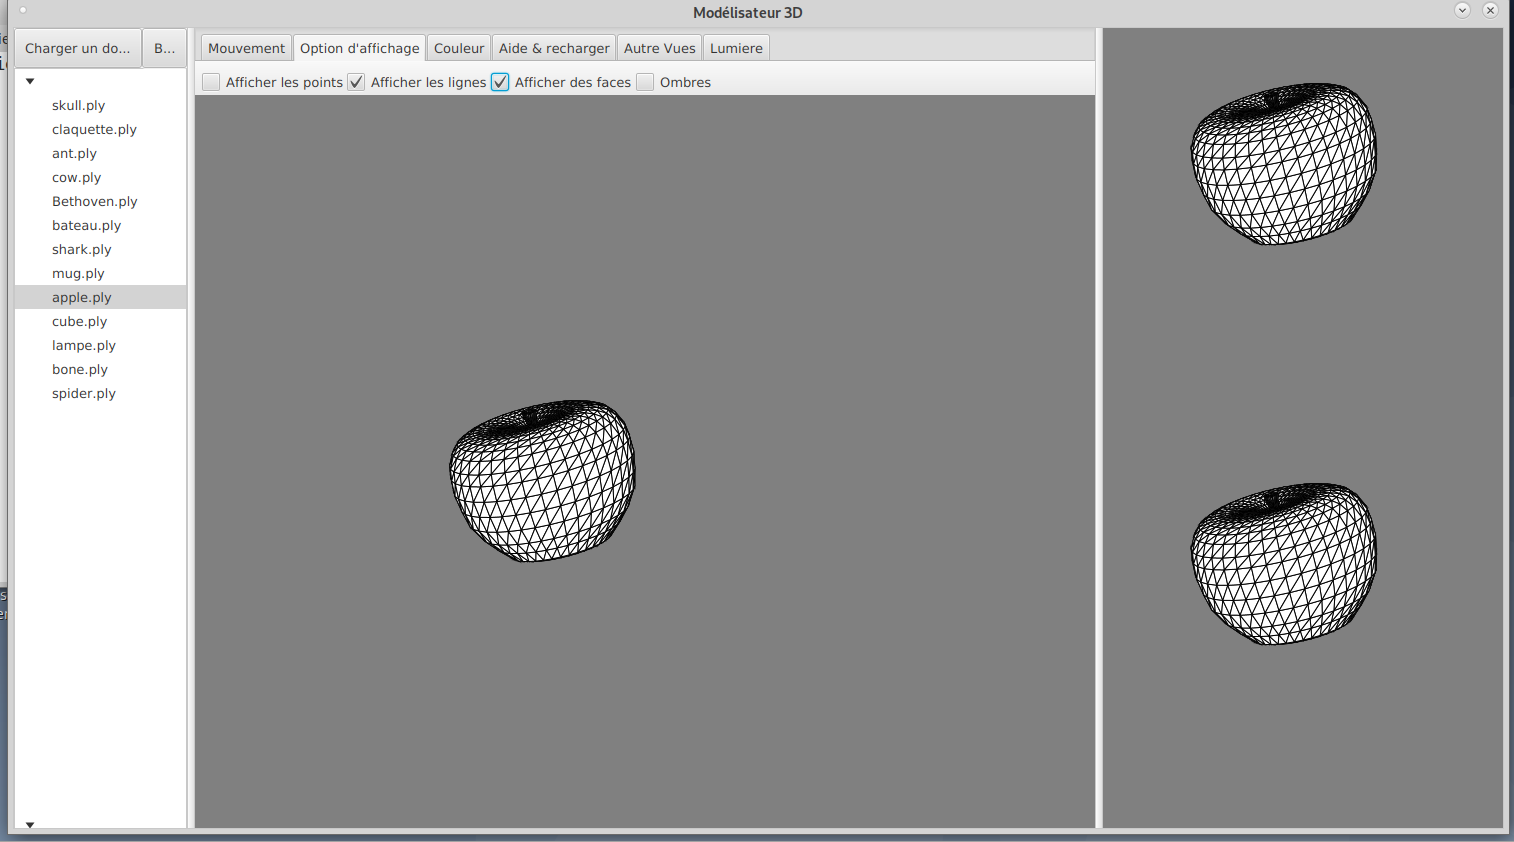 Modélisateur 3D
Charger un do... B...
Mouvement Option d'affichage Couleur Aide & recharger Autre Vues Lumiere
Afficher les points Afficher les lignes Afficher des faces Ombres
skull.ply
claquette.ply
ant.ply
cow.ply
Bethoven.ply
bateau.ply
shark.ply
mug.ply
apple.ply
cube.ply
lampe.ply
bone.ply
spider.ply